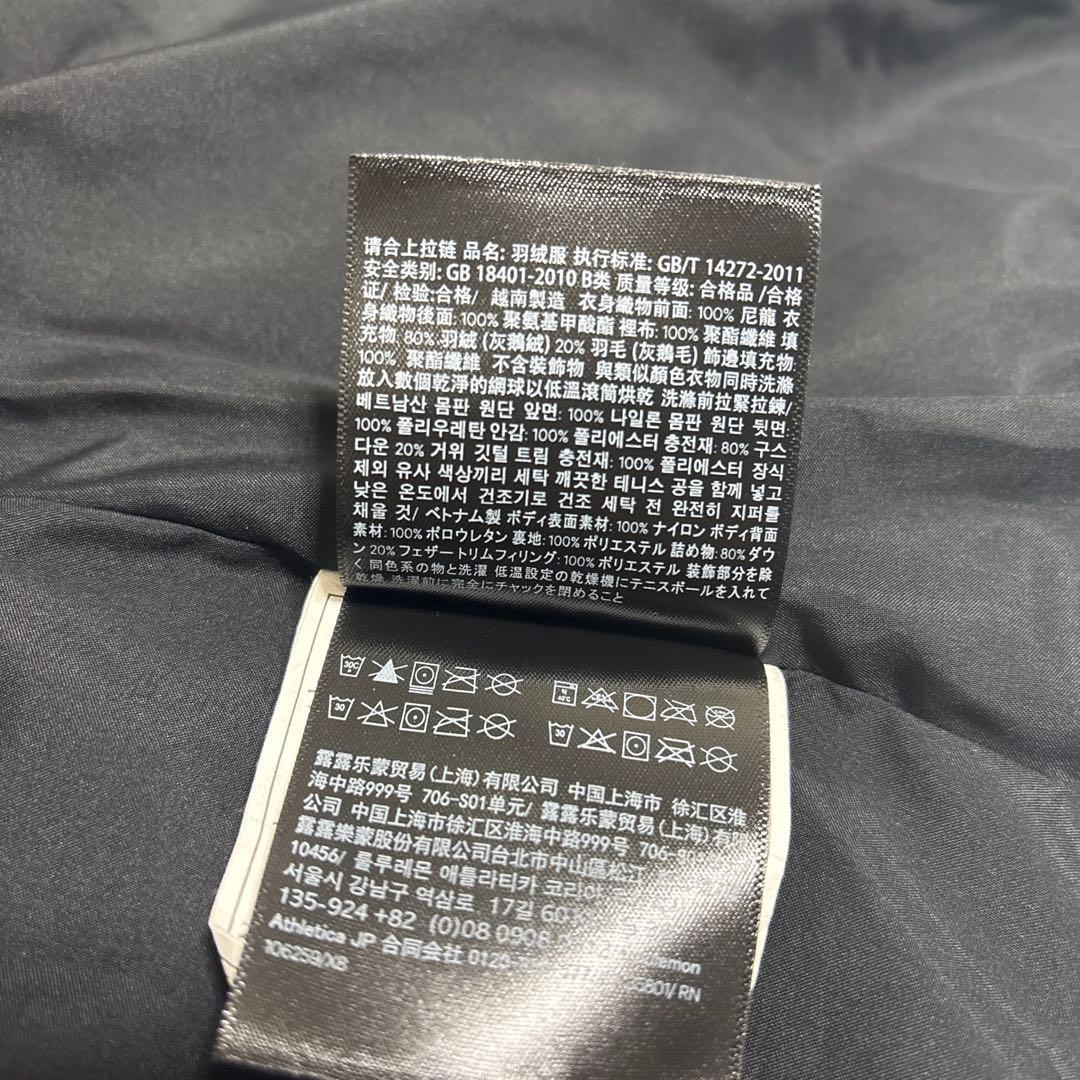 请合上拉链 品名: 羽绒服 执行标准: GB/T 14272-2011
安全类别: GB 18401-2010 B类 质量等级: 合格品 /合格
证/ 检验:合格/ 越南製造 衣身織物前面: 100% 尼龍 衣
身織物後面: 100% 聚氨基甲酸酯 裡布: 100% 聚酯纖維 填
充物: 80% 羽絨 (灰鵝絨) 20% 羽毛 (灰鵝毛) 飾邊填充物:
100% 聚酯纖維 不含裝飾物 與類似顏色衣物同時洗滌
放入數個乾淨的網球以低溫滾筒烘乾 洗滌前拉緊拉鍊/
베트남산 몸판 원단 앞면: 100% 나일론 몸판 원단 뒷면:
100% 폴리우레탄 안감: 100% 폴리에스터 충전재: 80% 구스
다운 20% 거위 깃털 트림 충전재: 100% 폴리에스터 장식
제외 유사 색상끼리 세탁 깨끗한 테니스 공을 함께 넣고
낮은 온도에서 건조기로 건조 세탁 전 완전히 지퍼를
채울 것/ ベトナム製 ボディ表面素材: 100% ナイロン ボディ背面
素材: 100% ポロウレタン 裏地: 100% ポリエステル 詰め物: 80% ダウ
ン 20% フェザー トリムフィリング: 100% ポリエステル 装飾部分を除
く 同色系の物と洗濯 低温設定の乾燥機にテニスボールを入れて
乾燥 洗濯前に完全にチャックを閉めること
30C
40°C
30 30
露露乐蒙贸易(上海)有限公司 中国上海市 徐汇区淮
海中路999号 706-S01单元/ 露露乐蒙贸易(上海)有限
公司 中国上海市徐汇区淮海中路999号 706-
露露樂蒙股份有限公司台北市中山區松江
10456/ 룰루레몬 애틀라티카 코리아
서울시 강남구 역삼로 17길 60
135-924 +82 (0)08 0908
Athletica JP 合同会社 0120- lemon
106259/X8 35801/ RN